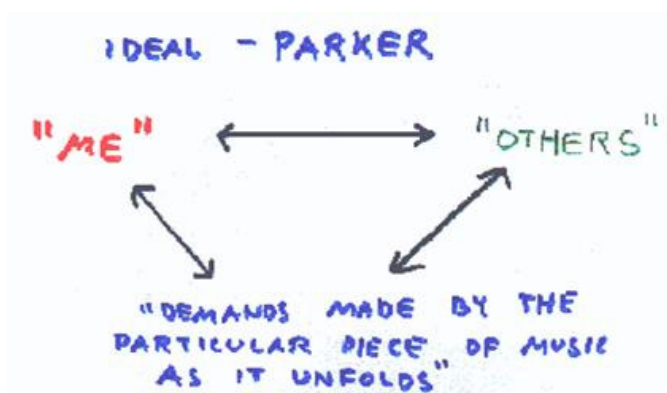 IDEAL - PARKER
"ME"
"OTHERS"
"DEMANDS MADE BY THE
PARTICULAR PIECE OF MUSIC
AS IT UNFOLDS"